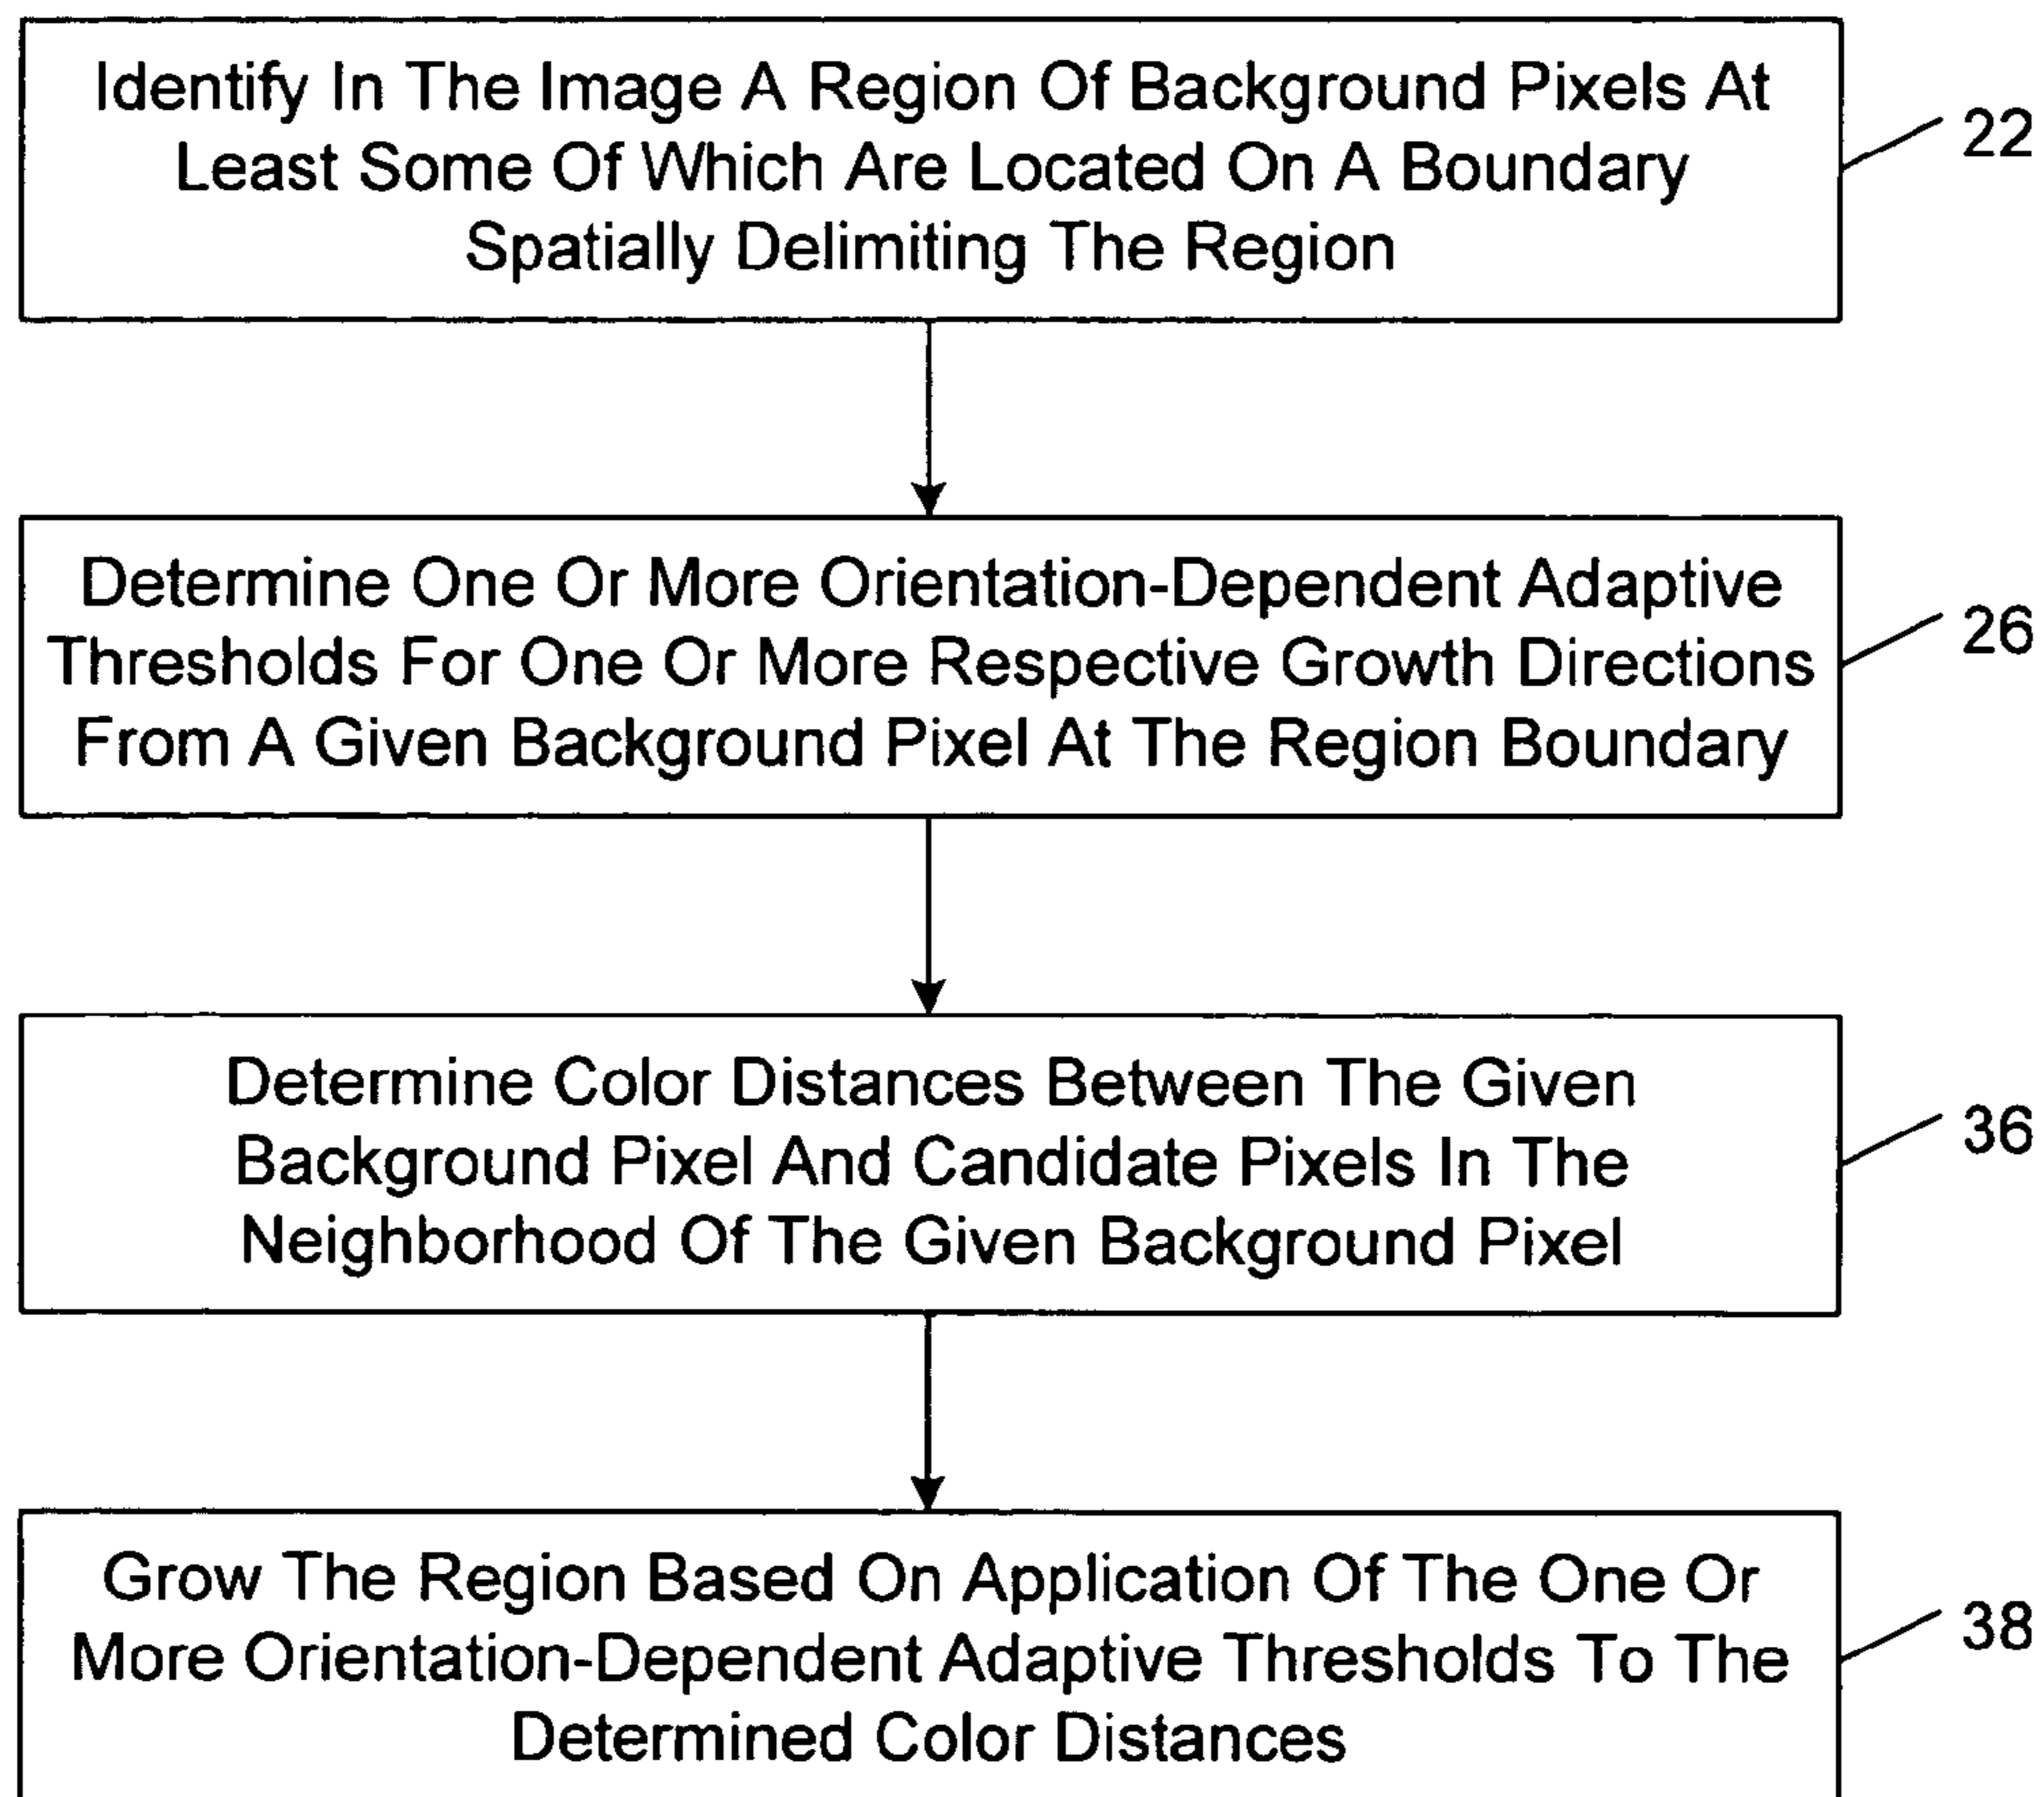 Identify In The Image A Region Of Background Pixels At
Least Some Of Which Are Located On A Boundary
Spatially Delimiting The Region
22
Determine One Or More Orientation-Dependent Adaptive
Thresholds For One Or More Respective Growth Directions
From A Given Background Pixel At The Region Boundary
26
Determine Color Distances Between The Given
Background Pixel And Candidate Pixels In The
Neighborhood Of The Given Background Pixel
36
Grow The Region Based On Application Of The One Or
More Orientation-Dependent Adaptive Thresholds To The
Determined Color Distances
38